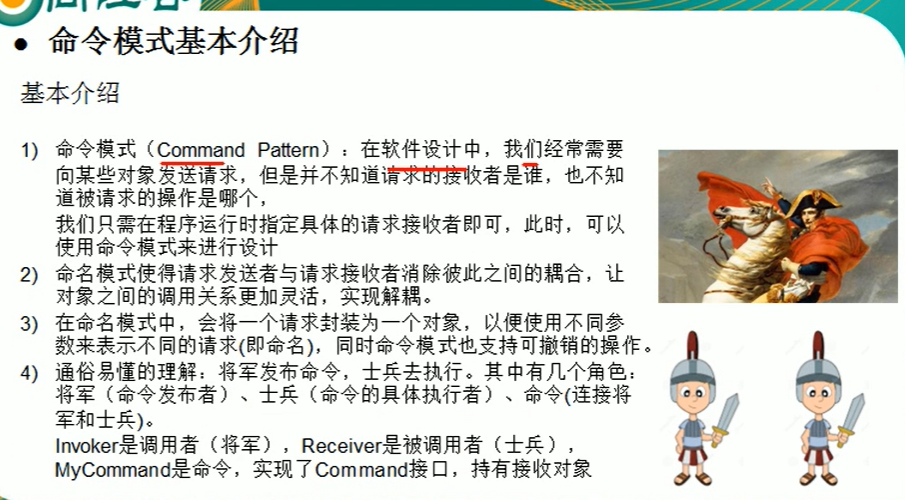 ● 命令模式基本介绍
基本介绍
1) 命令模式（Command Pattern）：在软件设计中，我们经常需要
向某些对象发送请求，但是并不知道请求的接收者是谁，也不知
道被请求的操作是哪个，
我们只需在程序运行时指定具体的请求接收者即可，此时，可以
使用命令模式来进行设计
2) 命名模式使得请求发送者与请求接收者消除彼此之间的耦合，让
对象之间的调用关系更加灵活，实现解耦。
3) 在命名模式中，会将一个请求封装为一个对象，以便使用不同参
数来表示不同的请求(即命名)，同时命令模式也支持可撤销的操作。
4) 通俗易懂的理解：将军发布命令，士兵去执行。其中有几个角色：
将军（命令发布者）、士兵（命令的具体执行者）、命令(连接将
军和士兵)。
Invoker是调用者（将军），Receiver是被调用者（士兵），
MyCommand是命令，实现了Command接口，持有接收对象